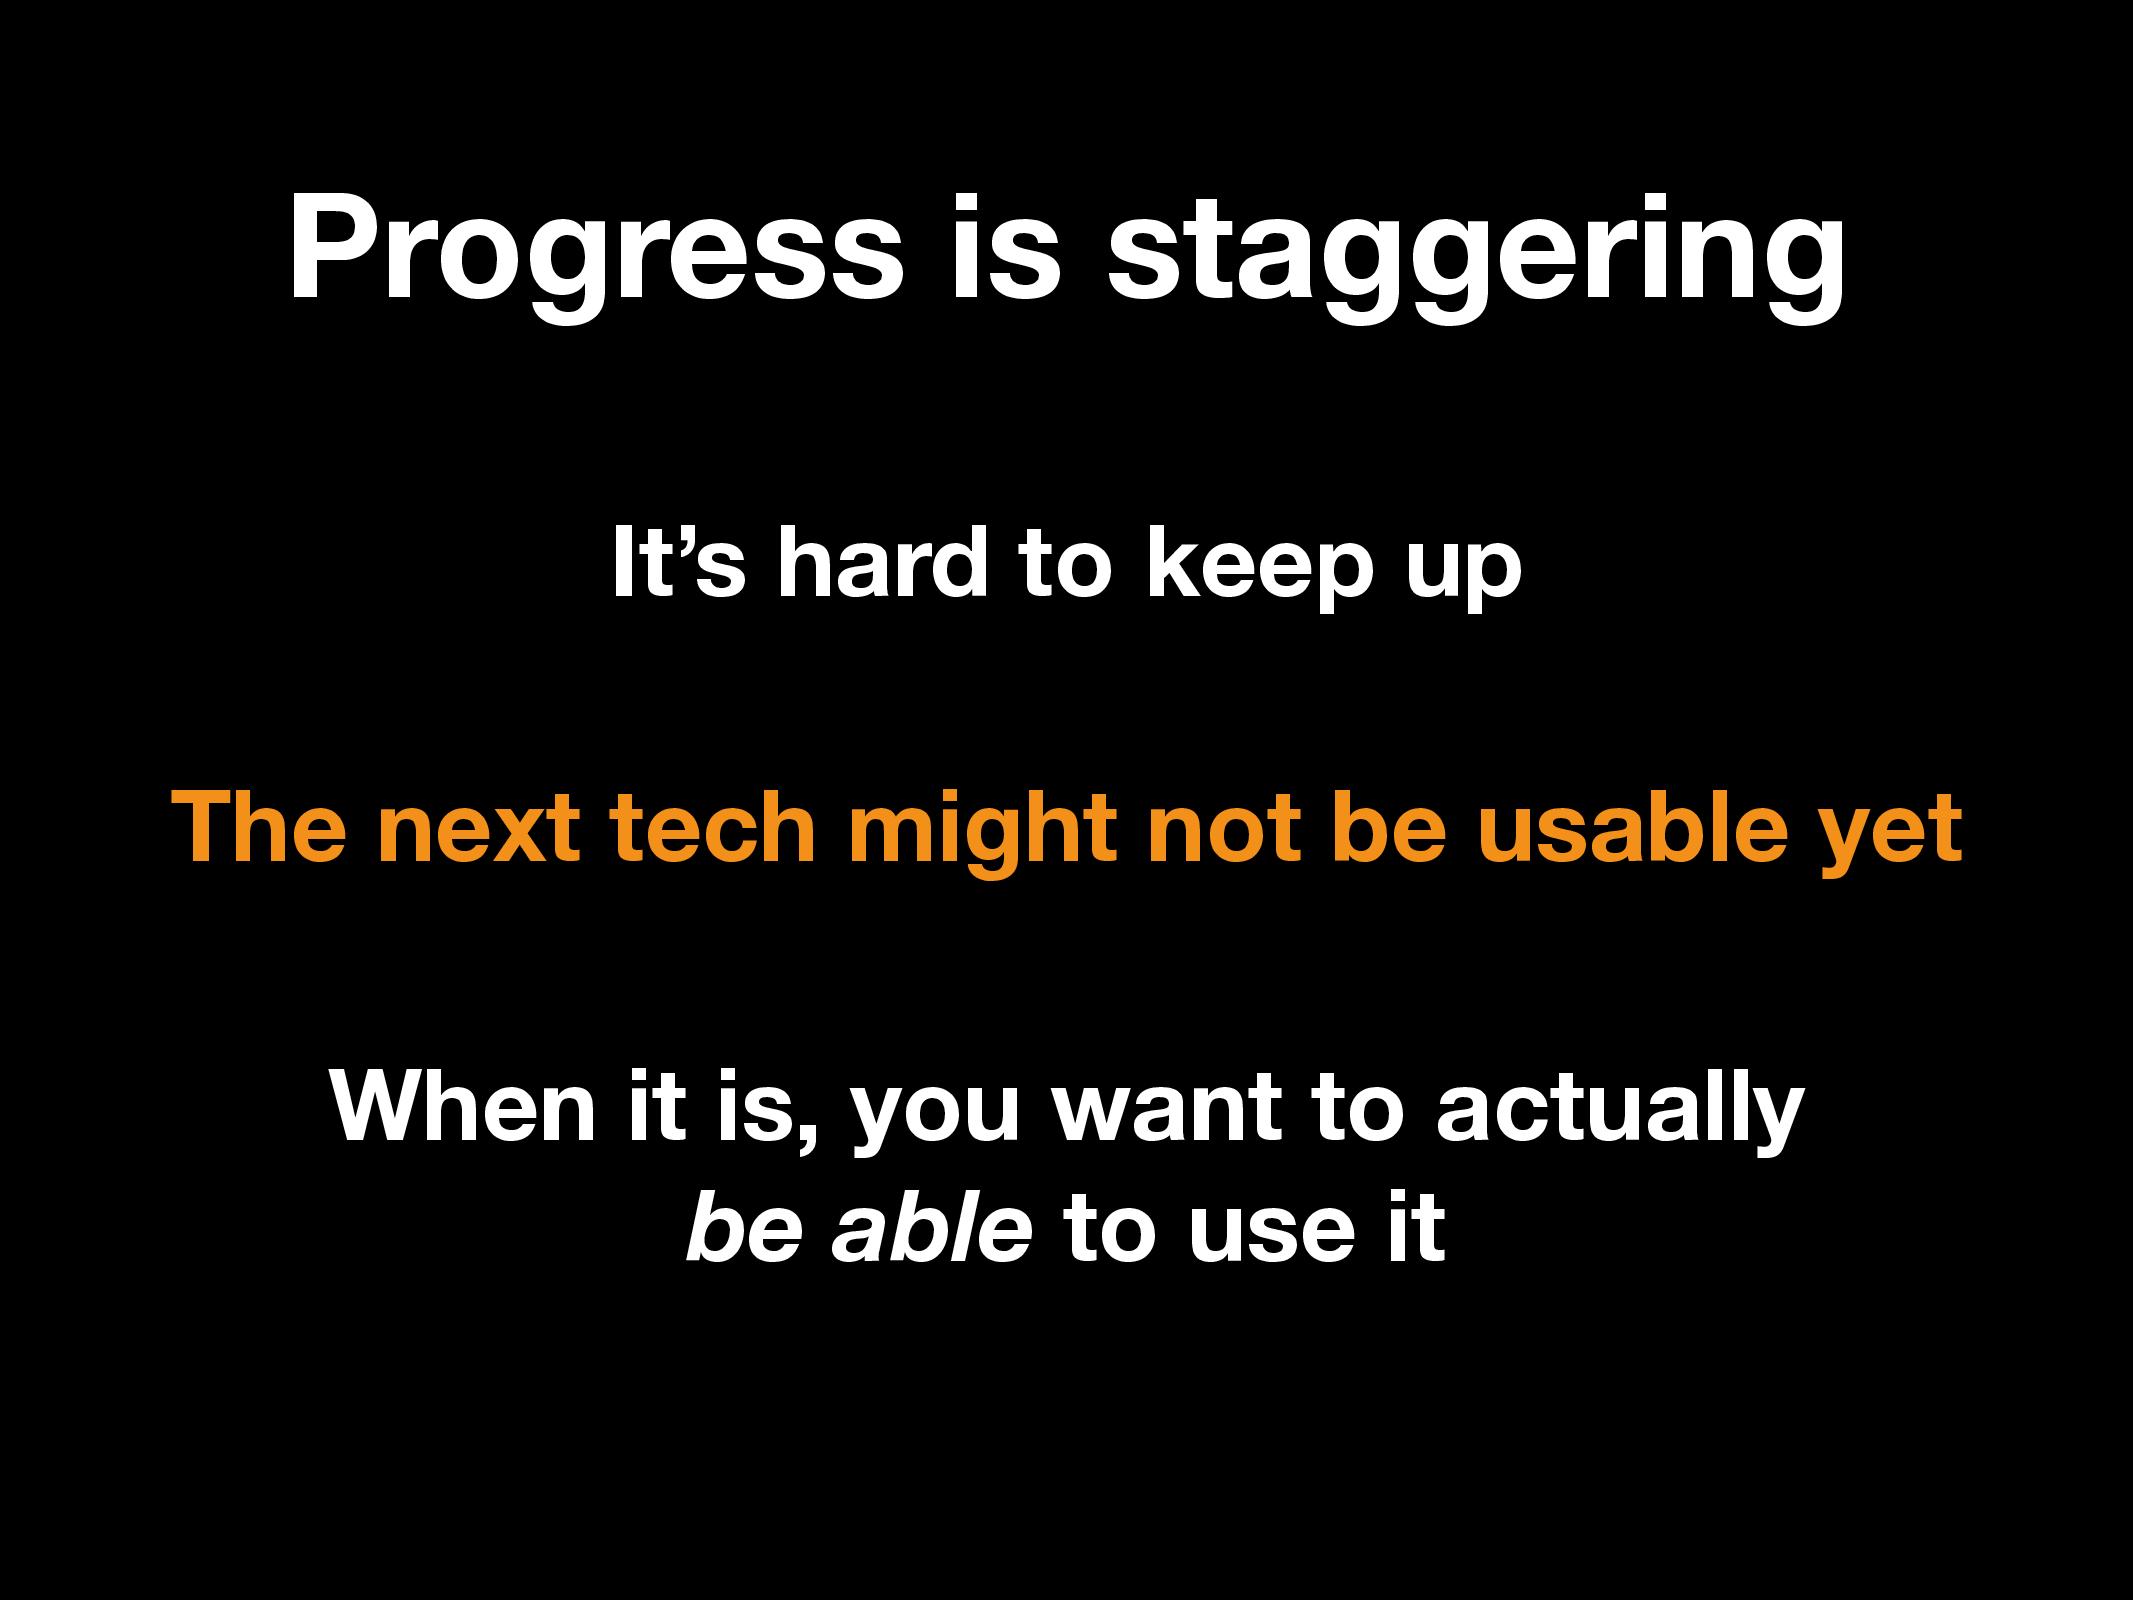 Progress is staggering
It’s hard to keep up
The next tech might not be usable yet
When it is, you want to actually
be able to use it